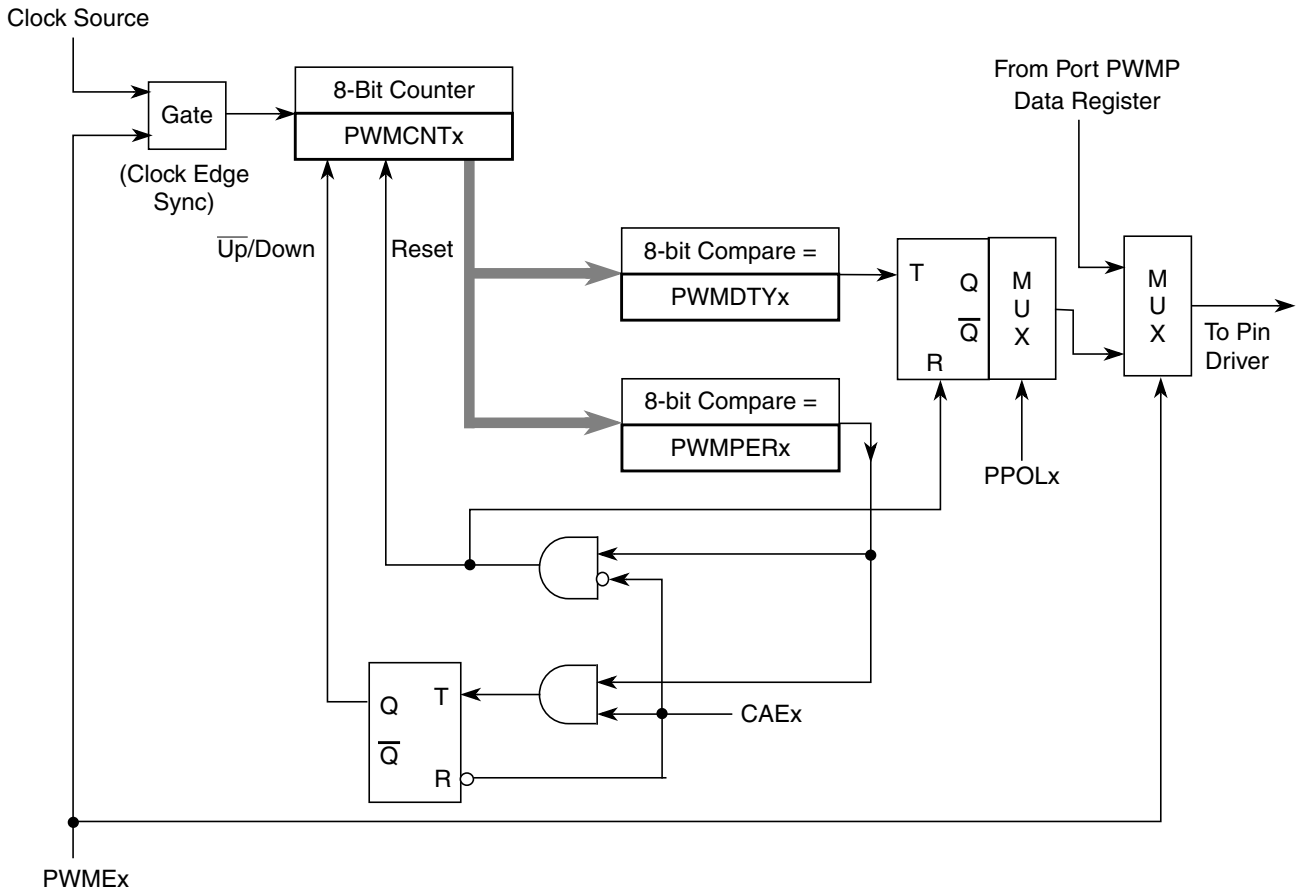 Clock Source
From Port PWMP
Data Register
8-Bit Counter
Gate
PWMCNTx
(Clock Edge
Sync)
U̅p̅/Down
Reset
8-bit Compare =
PWMDTYx
T
Q
Q̅
R
M
U
X
M
U
X
To Pin
Driver
8-bit Compare =
PWMPERx
PPOLx
Q
T
Q̅
R
CAEx
PWMEx